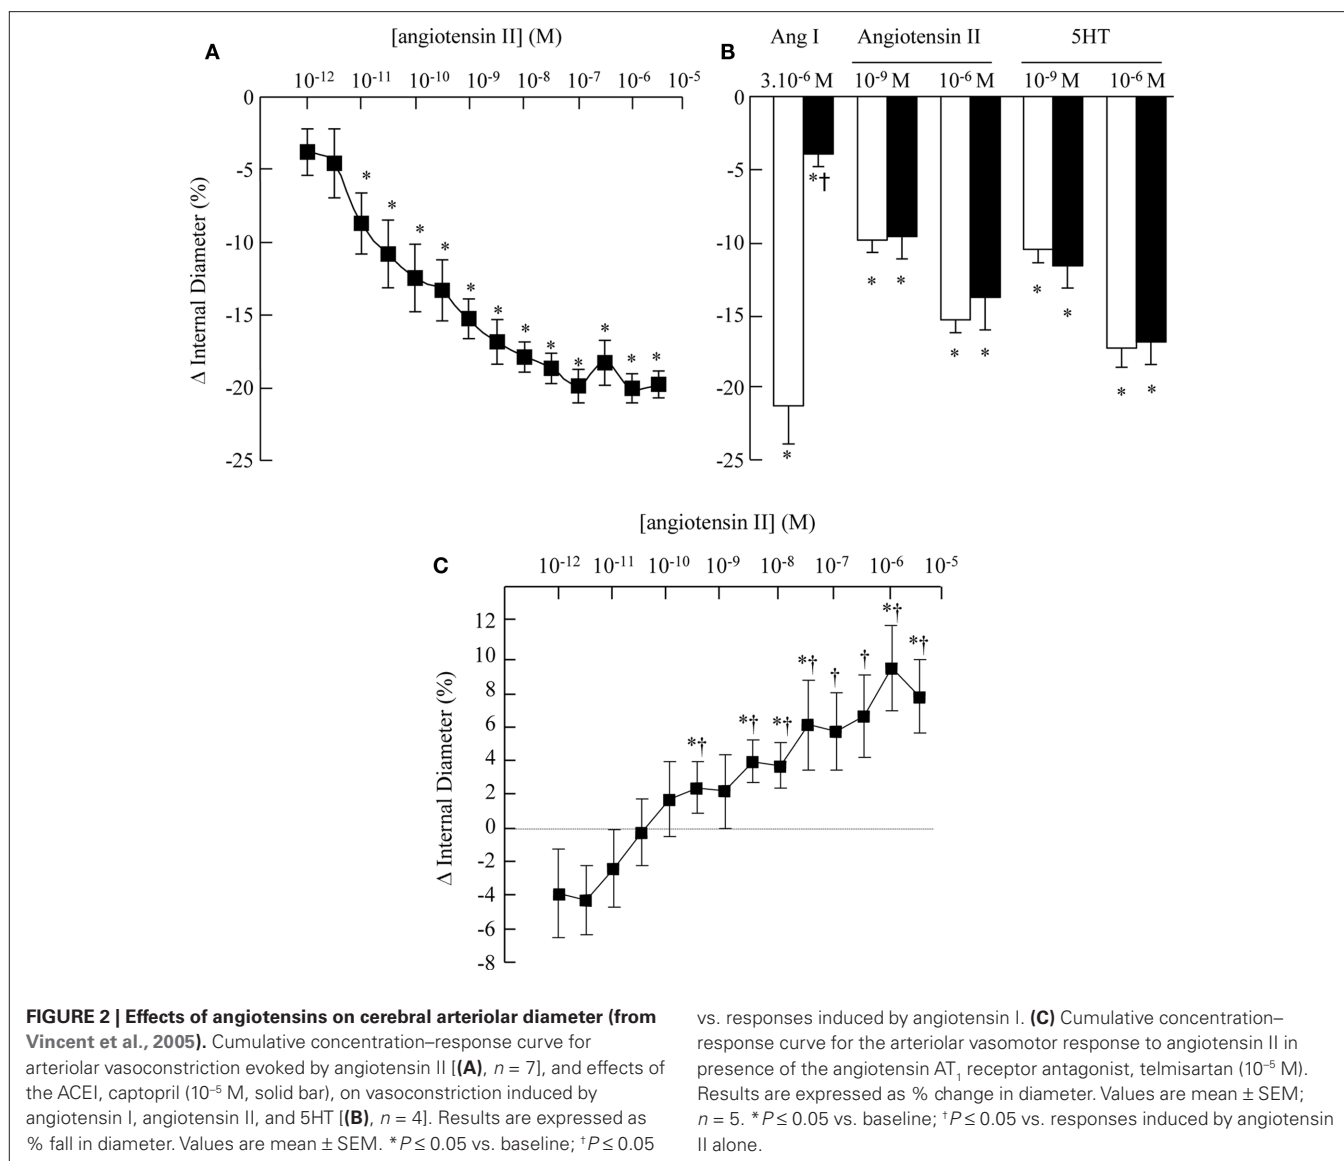 A
[angiotensin II] (M)
10⁻¹² 10⁻¹¹ 10⁻¹⁰ 10⁻⁹ 10⁻⁸ 10⁻⁷ 10⁻⁶ 10⁻⁵
0
-5
-10
-15
-20
-25
Δ Internal Diameter (%)
* * * * * * * * * * * *
B
Ang I Angiotensin II 5HT
3.10⁻⁶ M 10⁻⁹ M 10⁻⁶ M 10⁻⁹ M 10⁻⁶ M
0
-5
-10
-15
-20
-25
*†
* * * *
* * * *
*
C
[angiotensin II] (M)
10⁻¹² 10⁻¹¹ 10⁻¹⁰ 10⁻⁹ 10⁻⁸ 10⁻⁷ 10⁻⁶ 10⁻⁵
12
10
8
6
4
2
0
-2
-4
-6
-8
Δ Internal Diameter (%)
*† *† *† *† † † *† *†
FIGURE 2 | Effects of angiotensins on cerebral arteriolar diameter (from
Vincent et al., 2005). Cumulative concentration–response curve for
arteriolar vasoconstriction evoked by angiotensin II [(A), n = 7], and effects of
the ACEI, captopril (10⁻⁵ M, solid bar), on vasoconstriction induced by
angiotensin I, angiotensin II, and 5HT [(B), n = 4]. Results are expressed as
% fall in diameter. Values are mean ± SEM. *P ≤ 0.05 vs. baseline; †P ≤ 0.05
vs. responses induced by angiotensin I. (C) Cumulative concentration–
response curve for the arteriolar vasomotor response to angiotensin II in
presence of the angiotensin AT₁ receptor antagonist, telmisartan (10⁻⁵ M).
Results are expressed as % change in diameter. Values are mean ± SEM;
n = 5. *P ≤ 0.05 vs. baseline; †P ≤ 0.05 vs. responses induced by angiotensin
II alone.